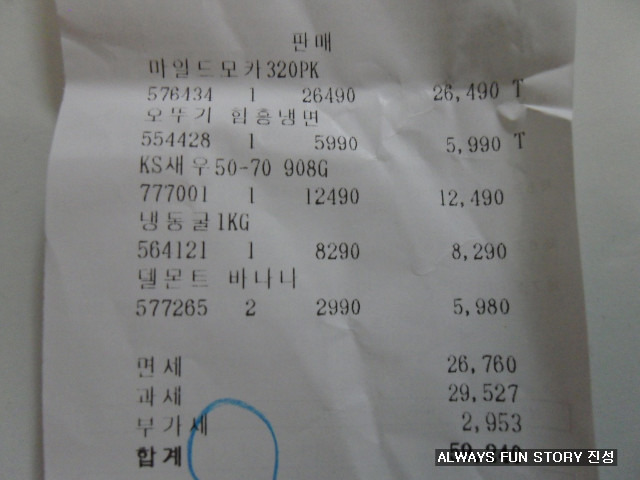 판매
마일드모카320PK
576434 1 26490 26,490 T
오뚜기 함흥냉면
554428 1 5990 5,990 T
KS새우50-70 908G
777001 1 12490 12,490
냉동굴1KG
564121 1 8290 8,290
델몬트 바나나
577265 2 2990 5,980
면세 26,760
과세 29,527
부가세 2,953
합계
ALWAYS FUN STORY 진성